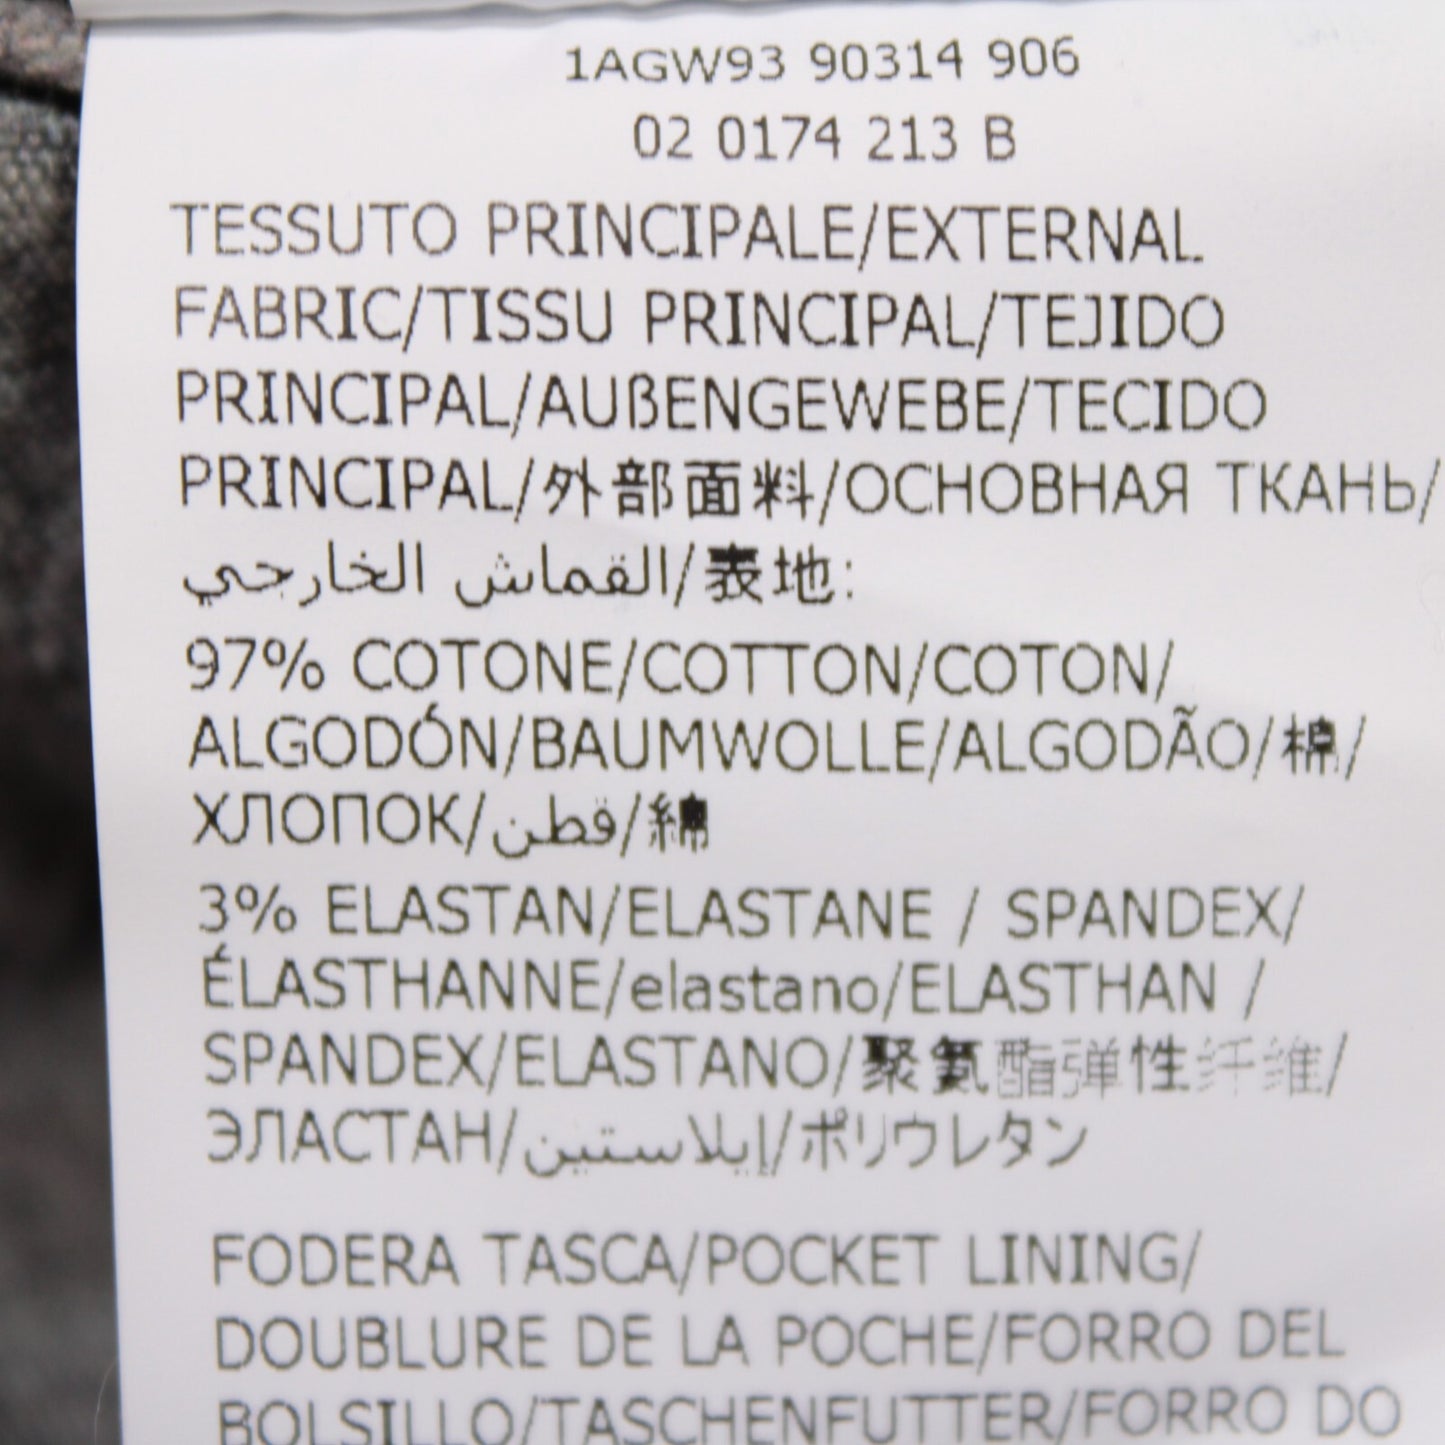 1AGW93 90314 906
02 0174 213 B
TESSUTO PRINCIPALE/EXTERNAL
FABRIC/TISSU PRINCIPAL/TEJIDO
PRINCIPAL/AUßENGEWEBE/TECIDO
PRINCIPAL/外部面料/ОСНОВНАЯ ТКАНЬ/
القماش الخارجي/表地:
97% COTONE/COTTON/COTON/
ALGODÓN/BAUMWOLLE/ALGODÃO/棉/
ХЛОПОК/قطن/綿
3% ELASTAN/ELASTANE / SPANDEX/
ÉLASTHANNE/elastano/ELASTHAN /
SPANDEX/ELASTANO/聚氨酯弹性纤维/
ЭЛАСТАН/إيلاستين/ポリウレタン
FODERA TASCA/POCKET LINING/
DOUBLURE DE LA POCHE/FORRO DEL
BOLSILLO/TASCHENFUTTER/FORRO DO